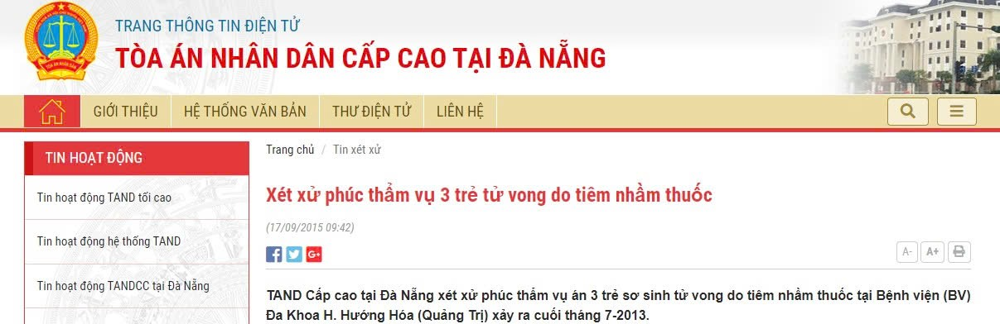 TRANG THÔNG TIN ĐIỆN TỬ
TÒA ÁN NHÂN DÂN CẤP CAO TẠI ĐÀ NẴNG
TÒA ÁN NHÂN DÂN
GIỚI THIỆU
HỆ THỐNG VĂN BẢN
THƯ ĐIỆN TỬ
LIÊN HỆ
TIN HOẠT ĐỘNG
Tin hoạt động TAND tối cao
Tin hoạt động hệ thống TAND
Tin hoạt động TANDCC tại Đà Nẵng
Trang chủ / Tin xét xử
Xét xử phúc thẩm vụ 3 trẻ tử vong do tiêm nhầm thuốc
(17/09/2015 09:42)
A- A+
TAND Cấp cao tại Đà Nẵng xét xử phúc thẩm vụ án 3 trẻ sơ sinh tử vong do tiêm nhầm thuốc tại Bệnh viện (BV)
Đa Khoa H. Hướng Hóa (Quảng Trị) xảy ra cuối tháng 7-2013.